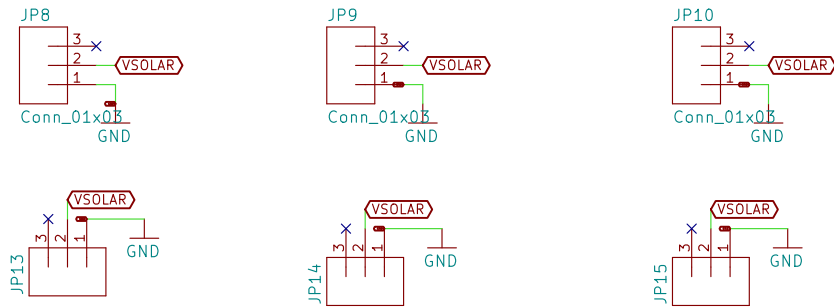 JP8
3
2
VSOLAR
1
Conn_01x03
GND
JP9
3
2
VSOLAR
1
Conn_01x03
GND
JP10
3
2
VSOLAR
1
Conn_01x03
GND
VSOLAR
3
2
1
GND
JP13
VSOLAR
3
2
1
GND
JP14
VSOLAR
3
2
1
GND
JP15